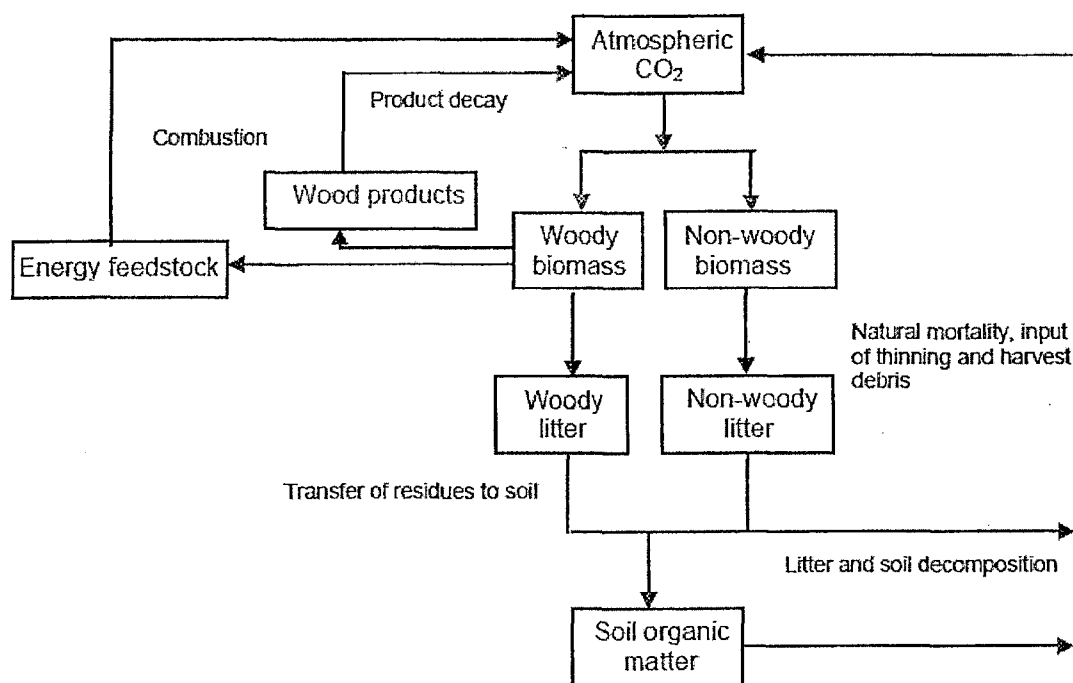 Atmospheric
CO₂
Product decay
Combustion
Wood products
Woody
biomass
Non-woody
biomass
Energy feedstock
Natural mortality, input
of thinning and harvest
debris
Woody
litter
Non-woody
litter
Transfer of residues to soil
Litter and soil decomposition
Soil organic
matter